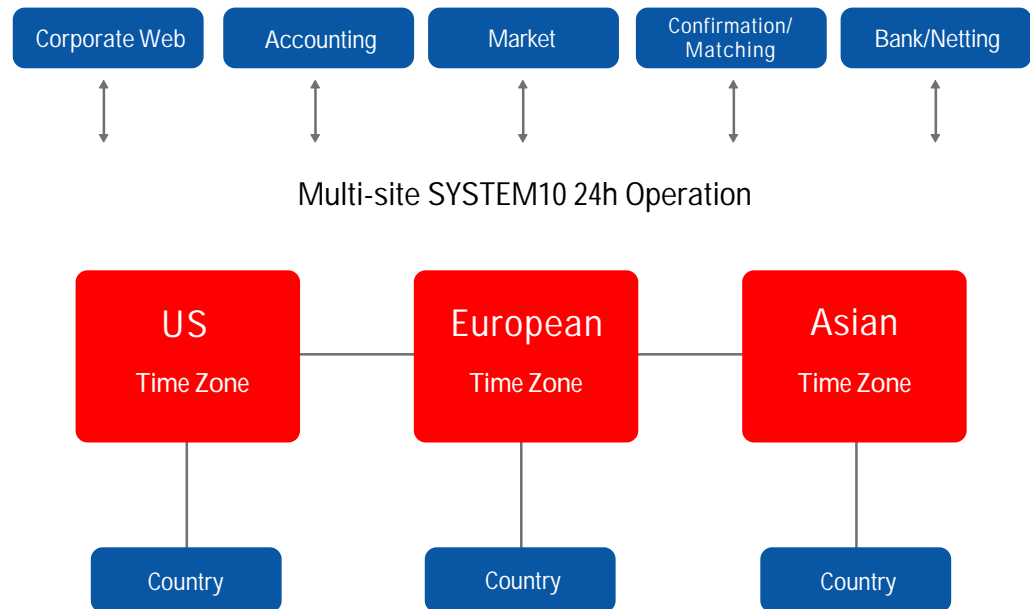 Corporate Web
Accounting
Market
Confirmation/
Matching
Bank/Netting
Multi-site SYSTEM10 24h Operation
US
Time Zone
European
Time Zone
Asian
Time Zone
Country
Country
Country